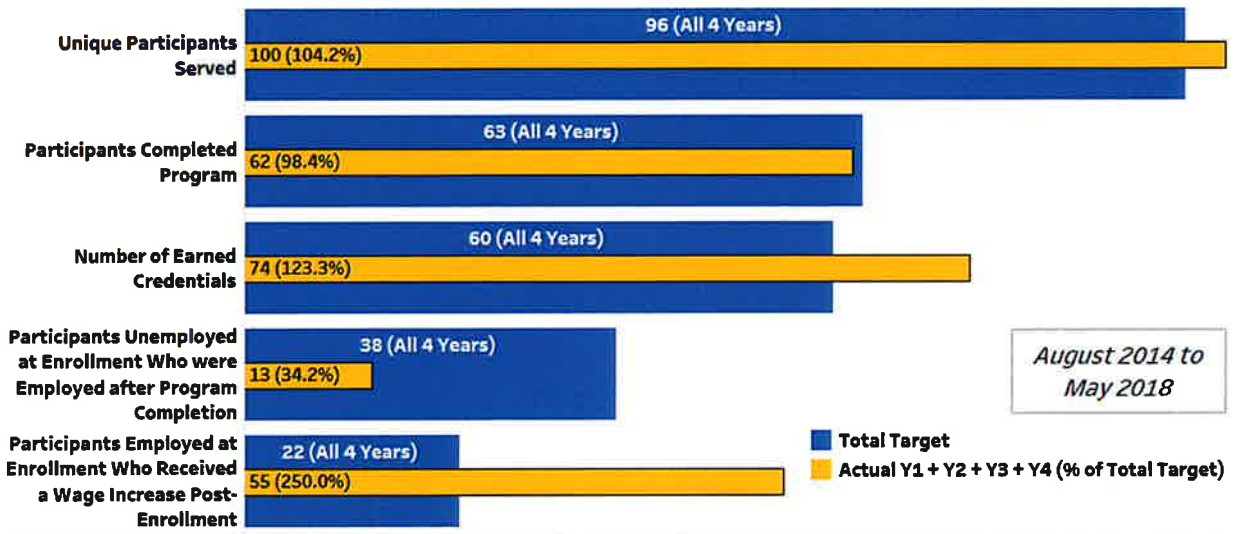 96 (All 4 Years)
Unique Participants
Served
100 (104.2%)
63 (All 4 Years)
Participants Completed
Program
62 (98.4%)
60 (All 4 Years)
Number of Earned
Credentials
74 (123.3%)
Participants Unemployed
at Enrollment Who were
Employed after Program
Completion
38 (All 4 Years)
13 (34.2%)
August 2014 to
May 2018
Participants Employed at
Enrollment Who Received
a Wage Increase Post-
Enrollment
22 (All 4 Years)
55 (250.0%)
Total Target
Actual Y1 + Y2 + Y3 + Y4 (% of Total Target)